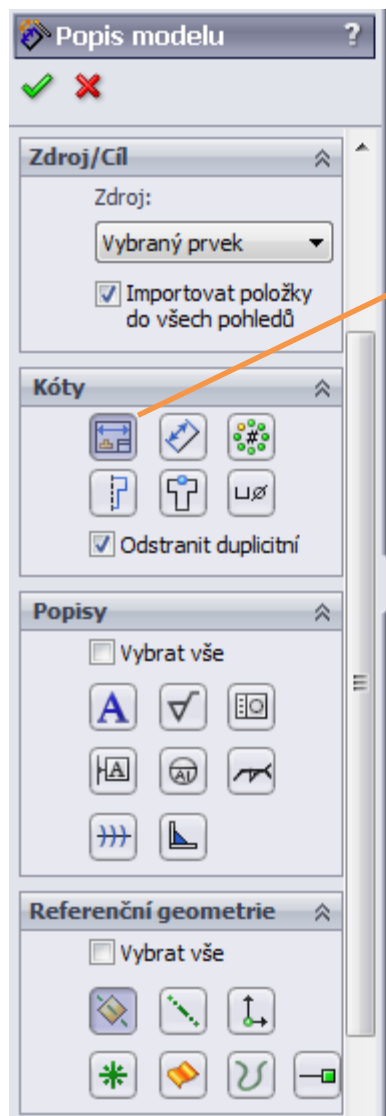 Popis modelu ?
Zdroj/Cíl
Zdroj:
Vybraný prvek
Importovat položky
do všech pohledů
Kóty
#
Odstranit duplicitní
Popisy
Vybrat vše
A
A
A1
Referenční geometrie
Vybrat vše